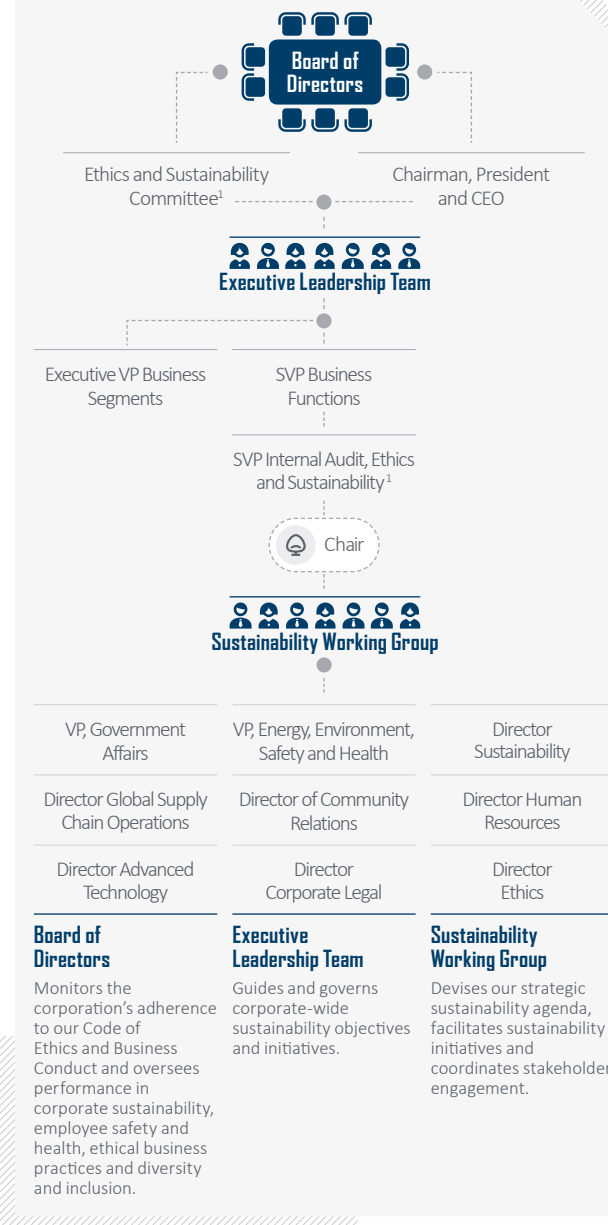 Board of
Directors
Ethics and Sustainability
Committee¹
Chairman, President
and CEO
Executive Leadership Team
Executive VP Business
Segments
SVP Business
Functions
SVP Internal Audit, Ethics
and Sustainability¹
Chair
Sustainability Working Group
VP, Government
Affairs
VP, Energy, Environment,
Safety and Health
Director
Sustainability
Director Global Supply
Chain Operations
Director of Community
Relations
Director Human
Resources
Director Advanced
Technology
Director
Corporate Legal
Director
Ethics
Board of
Directors
Monitors the
corporation’s adherence
to our Code of
Ethics and Business
Conduct and oversees
performance in
corporate sustainability,
employee safety and
health, ethical business
practices and diversity
and inclusion.
Executive
Leadership Team
Guides and governs
corporate-wide
sustainability objectives
and initiatives.
Sustainability
Working Group
Devises our strategic
sustainability agenda,
facilitates sustainability
initiatives and
coordinates stakeholder
engagement.